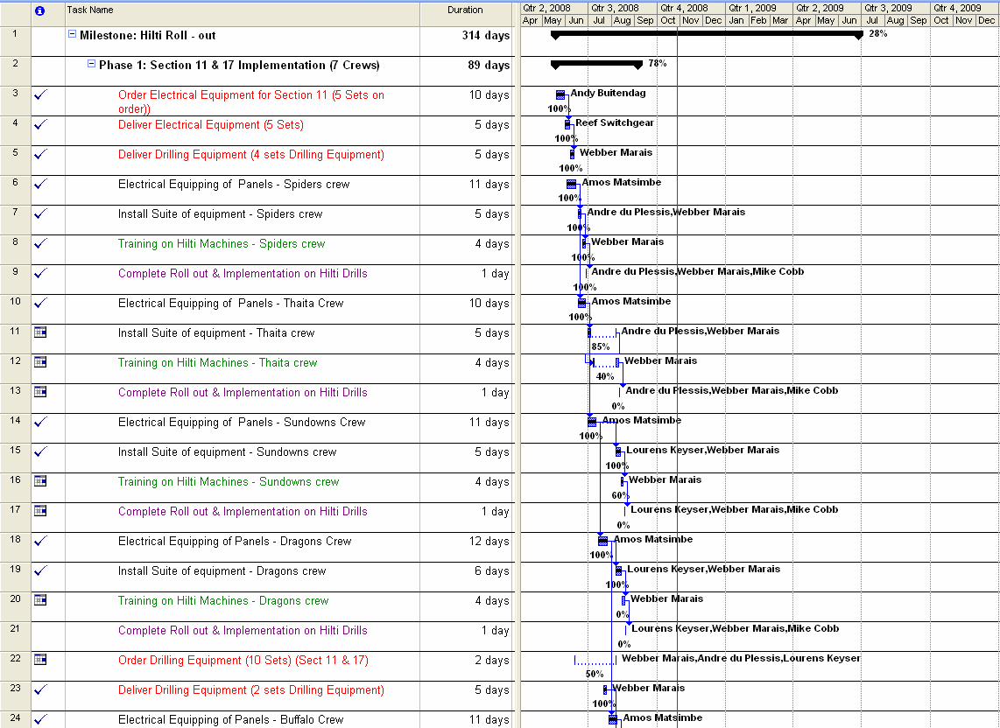 Task Name Duration Qtr 2, 2008 Qtr 3, 2008 Qtr 4, 2008 Qtr 1, 2009 Qtr 2, 2009 Qtr 3, 2009 Qtr 4, 2009
Apr May Jun Jul Aug Sep Oct Nov Dec Jan Feb Mar Apr May Jun Jul Aug Sep Oct Nov Dec
1 Milestone: Hilti Roll - out 314 days 28%
2 Phase 1: Section 11 & 17 Implementation (7 Crews) 89 days 78%
3 Order Electrical Equipment for Section 11 (5 Sets on 10 days Andy Buitendag
order)) 100%
4 Deliver Electrical Equipment (5 Sets) 5 days Reef Switchgear
100%
5 Deliver Drilling Equipment (4 sets Drilling Equipment) 5 days Webber Marais
100%
6 Electrical Equipping of Panels - Spiders crew 11 days Amos Matsimbe
100%
7 Install Suite of equipment - Spiders crew 5 days Andre du Plessis,Webber Marais
100%
8 Training on Hilti Machines - Spiders crew 4 days Webber Marais
100%
9 Complete Roll out & Implementation on Hilti Drills 1 day Andre du Plessis,Webber Marais,Mike Cobb
100%
10 Electrical Equipping of Panels - Thaita Crew 10 days Amos Matsimbe
100%
11 Install Suite of equipment - Thaita crew 5 days Andre du Plessis,Webber Marais
85%
12 Training on Hilti Machines - Thaita crew 4 days Webber Marais
40%
13 Complete Roll out & Implementation on Hilti Drills 1 day Andre du Plessis,Webber Marais,Mike Cobb
0%
14 Electrical Equipping of Panels - Sundowns Crew 11 days Amos Matsimbe
100%
15 Install Suite of equipment - Sundowns crew 5 days Lourens Keyser,Webber Marais
100%
16 Training on Hilti Machines - Sundowns crew 4 days Webber Marais
60%
17 Complete Roll out & Implementation on Hilti Drills 1 day Lourens Keyser,Webber Marais,Mike Cobb
0%
18 Electrical Equipping of Panels - Dragons Crew 12 days Amos Matsimbe
100%
19 Install Suite of equipment - Dragons crew 6 days Lourens Keyser,Webber Marais
100%
20 Training on Hilti Machines - Dragons crew 4 days Webber Marais
0%
21 Complete Roll out & Implementation on Hilti Drills 1 day Lourens Keyser,Webber Marais,Mike Cobb
0%
22 Order Drilling Equipment (10 Sets) (Sect 11 & 17) 2 days Webber Marais,Andre du Plessis,Lourens Keyser
50%
23 Deliver Drilling Equipment (2 sets Drilling Equipment) 5 days Webber Marais
100%
24 Electrical Equipping of Panels - Buffalo Crew 11 days Amos Matsimbe